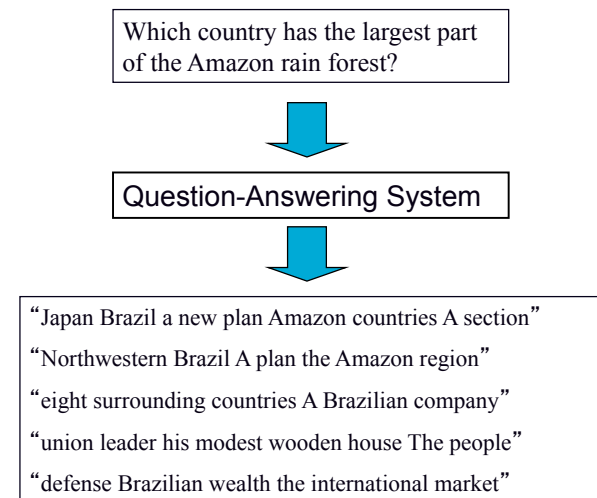 Which country has the largest part
of the Amazon rain forest?
Question-Answering System
“Japan Brazil a new plan Amazon countries A section”
“Northwestern Brazil A plan the Amazon region”
“eight surrounding countries A Brazilian company”
“union leader his modest wooden house The people”
“defense Brazilian wealth the international market”